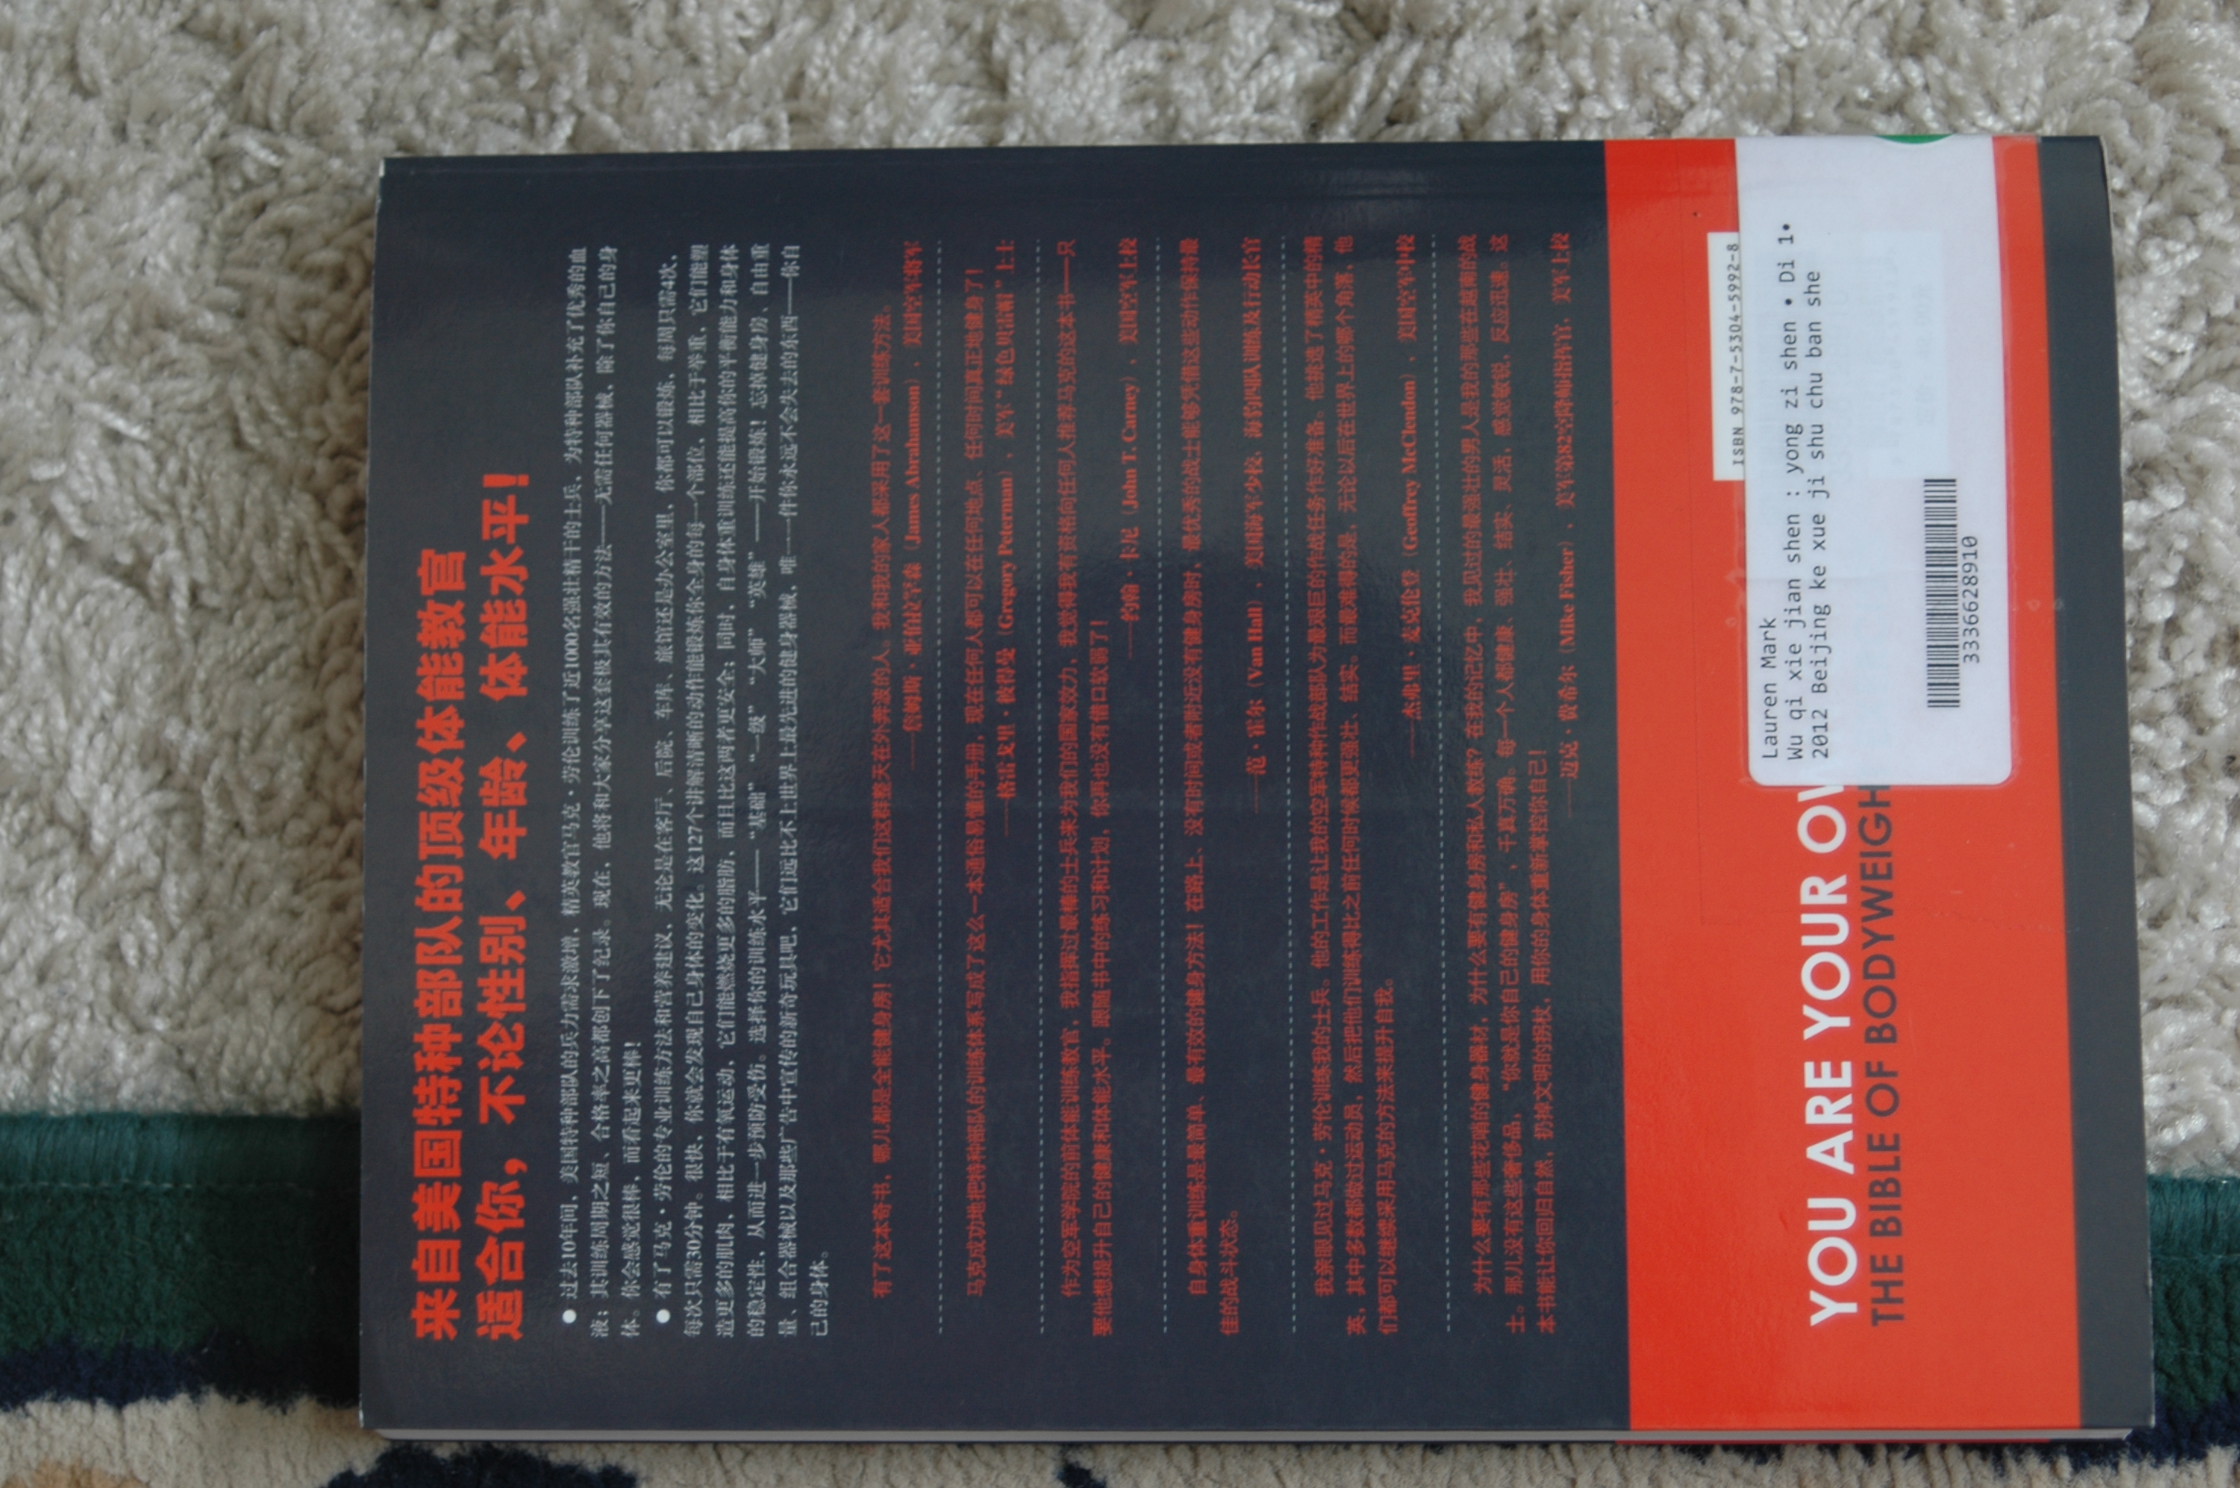 来自美国特种部队的顶级体能教官
适合你，不论性别、年龄、体能水平！
● 过去10年间，美国特种部队的兵力需求激增，精英教官马克·劳伦训练了近1000名强壮精干的士兵，为特种部队补充了优秀的血
液；其训练周期之短、合格率之高都创下了纪录。现在，他将和大家分享这套极其有效的方法——无需任何器械，除了你自己的身
体。你会感觉很棒，而看起来更棒！
● 有了马克·劳伦的专业训练方法和营养建议，无论是在客厅、后院、车库、旅馆还是办公室里，你都可以锻炼，每周只需4次，
每次只需30分钟。很快，你就会发现自己身体的变化。这127个讲解清晰的动作能锻炼你全身的每一个部位，相比于举重，它们能塑
造更多的肌肉，相比于有氧运动，它们能燃烧更多的脂肪，而且比这两者更安全；同时，自身体重训练还能提高你的平衡能力和身体
的稳定性，从而进一步预防受伤。选择你的训练水平——“基础”“一级”“大师”“英雄”——开始锻炼！忘掉健身房、自由重
量、组合器械以及那些广告中宣传的新奇玩具吧，它们远比不上世界上最先进的健身器械，唯一一件你永远不会失去的东西——你自
己的身体。
有了这本奇书，哪儿都是全能健身房！它尤其适合我们这群整天在外奔波的人。我和我的家人都采用了这一套训练方法。
——詹姆斯·亚伯拉罕森（James Abrahamson），美国空军将军
马克成功地把特种部队的训练体系写成了这么一本通俗易懂的手册，现在任何人都可以在任何地点、任何时间真正地健身了！
——格雷戈里·彼得曼（Gregory Peterman），美军“绿色贝雷帽”上士
作为空军学院的前体能训练教官，我指挥过最棒的士兵来为我们的国家效力，我觉得我有资格向任何人推荐马克的这本书——只
要他想提升自己的健康和体能水平。跟随书中的练习和计划，你再也没有借口软弱了！
——约翰·卡尼（John T. Carney），美国空军上校
自身体重训练是最简单、最有效的健身方法！在路上、没有时间或者附近没有健身房时，最优秀的战士能够凭借这些动作保持最
佳的战斗状态。
——范·霍尔（Van Hall），美国海军少校，海豹四队训练及行动长官
我亲眼见过马克·劳伦训练我的士兵。他的工作是让我的空军特种作战部队为最艰巨的作战任务作好准备。他挑选了精英中的精
英，其中多数都做过运动员，然后把他们训练得比之前任何时候都更强壮、结实。而最难得的是，无论以后在世界上的哪个角落，他
们都可以继续采用马克的方法来提升自我。
——杰弗里·麦克伦登（Geoffrey McClendon），美国空军中校
为什么要有那些花哨的健身器材，为什么要有健身房和私人教练？在我的记忆中，我见过的最强壮的男人是我的那些在越南的战
士。那儿没有这些奢侈品，“你就是你自己的健身房”，千真万确。每一个人都健康、强壮、结实、灵活，感觉敏锐，反应迅速。这
本书能让你回归自然，扔掉文明的拐杖，用你的身体重新掌控你自己！
——迈克·费希尔（Mike Fisher），美军第82空降师指挥官，美军上校
ISBN 978-7-5304-5992-8
Lauren Mark
Wu qi xie jian shen : yong zi shen • Di 1•
2012 Beijing ke xue ji shu chu ban she
3336628910
YOU ARE YOUR OW
THE BIBLE OF BODYWEIGH